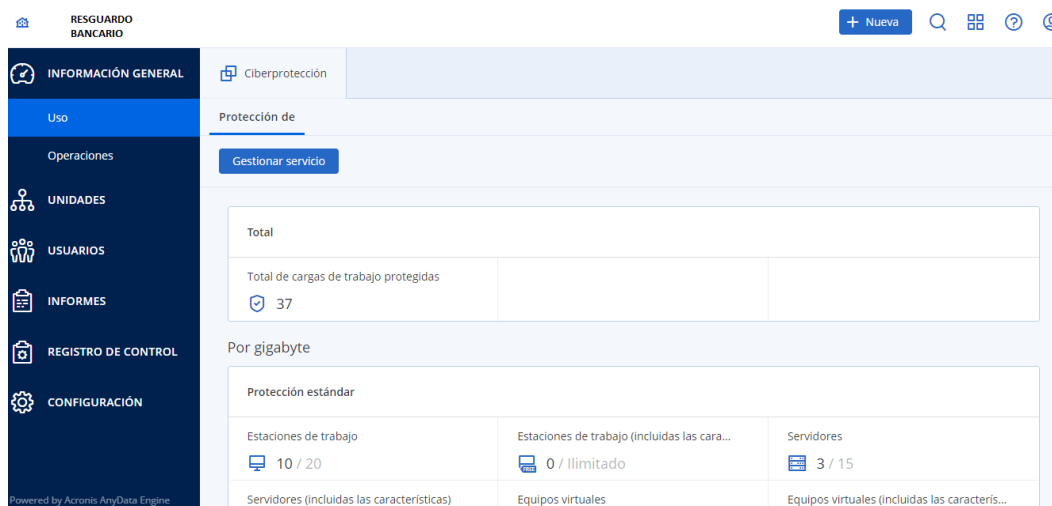 RESGUARDO
BANCARIO
+ Nueva
INFORMACIÓN GENERAL
Ciberprotección
Uso
Protección de
Operaciones
Gestionar servicio
UNIDADES
Total
USUARIOS
Total de cargas de trabajo protegidas
37
INFORMES
Por gigabyte
REGISTRO DE CONTROL
Protección estándar
CONFIGURACIÓN
Estaciones de trabajo
Estaciones de trabajo (incluidas las cara...
Servidores
10 / 20
0 / Ilimitado
3 / 15
Powered by Acronis AnyData Engine
Servidores (incluidas las características)
Equipos virtuales
Equipos virtuales (incluidas las caracterís...